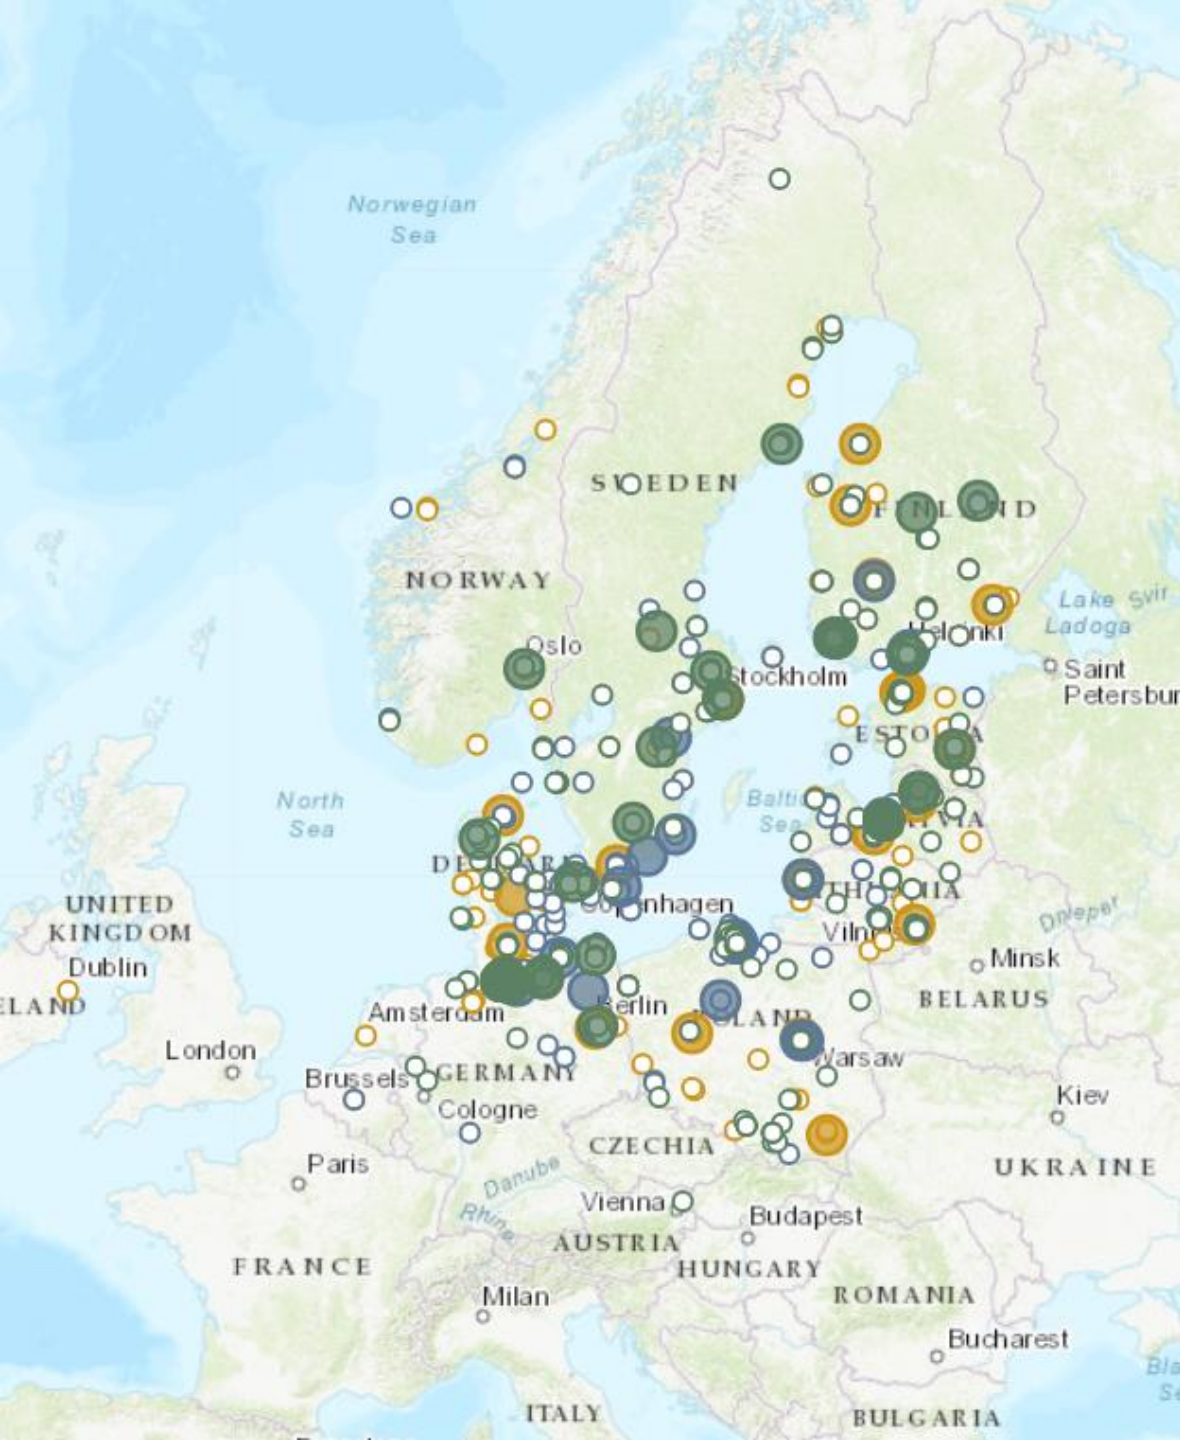 Norwegian
Sea
SWEDEN
FINLAND
NORWAY
Lake
Svir
Ladoga
Helsinki
Oslo
Saint
Petersbur
Stockholm
ESTONIA
North
Sea
Baltic
Sea
LATVIA
DENMARK
LITHUANIA
UNITED
KINGDOM
Copenhagen
Dnieper
Vilnius
Minsk
Dublin
ELAND
BELARUS
Berlin
Amsterdam
POLAND
London
Warsaw
Brussels
GERMANY
Cologne
Kiev
CZECHIA
Paris
UKRAINE
Danube
Vienna
Rhine
Budapest
AUSTRIA
FRANCE
HUNGARY
Milan
ROMANIA
Bucharest
Bla
Se
ITALY
BULGARIA